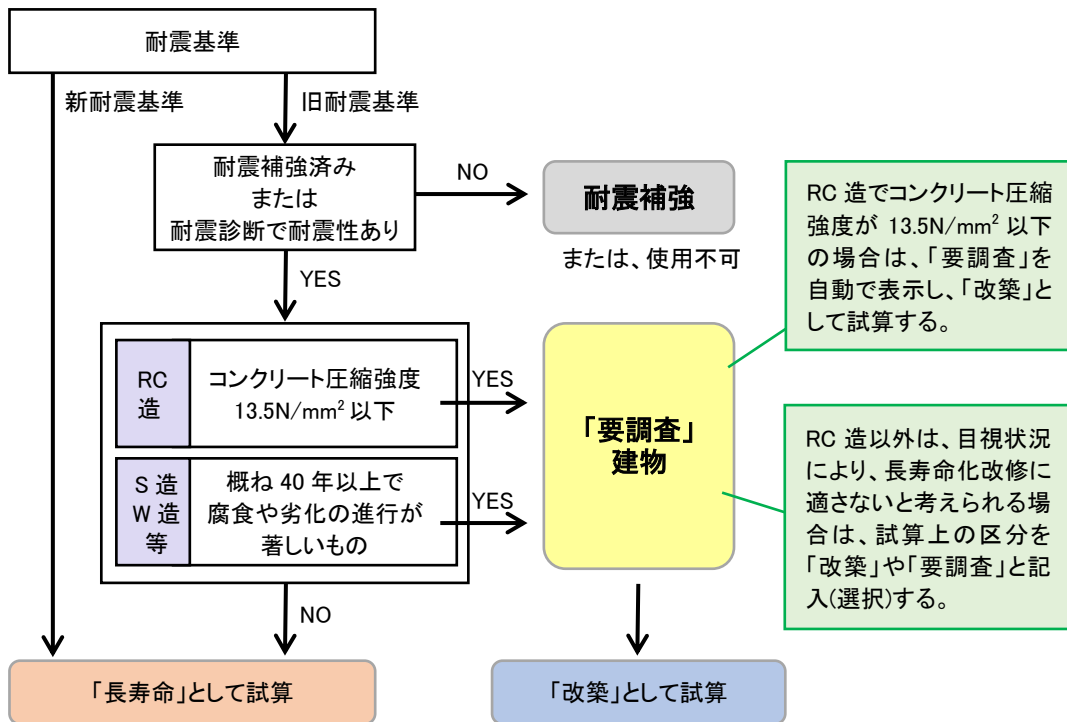 耐震基準
新耐震基準
旧耐震基準
耐震補強済み
または
耐震診断で耐震性あり
NO
耐震補強
または、使用不可
YES
RC
造
コンクリート圧縮強度
13.5N/mm² 以下
YES
S 造
W 造
等
概ね 40 年以上で
腐食や劣化の進行が
著しいもの
YES
「要調査」
建物
RC 造でコンクリート圧縮
強度が 13.5N/mm² 以下
の場合は、「要調査」を
自動で表示し、「改築」と
して試算する。
RC 造以外は、目視状況
により、長寿命化改修に
適さないと考えられる場
合は、試算上の区分を
「改築」や「要調査」と記
入(選択)する。
NO
「長寿命」として試算
「改築」として試算